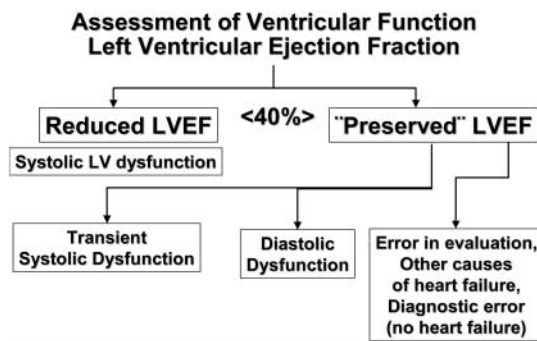 Assessment of Ventricular Function
Left Ventricular Ejection Fraction
Reduced LVEF
<40%>
¨Preserved¨ LVEF
Systolic LV dysfunction
Transient
Systolic Dysfunction
Diastolic
Dysfunction
Error in evaluation,
Other causes
of heart failure,
Diagnostic error
(no heart failure)